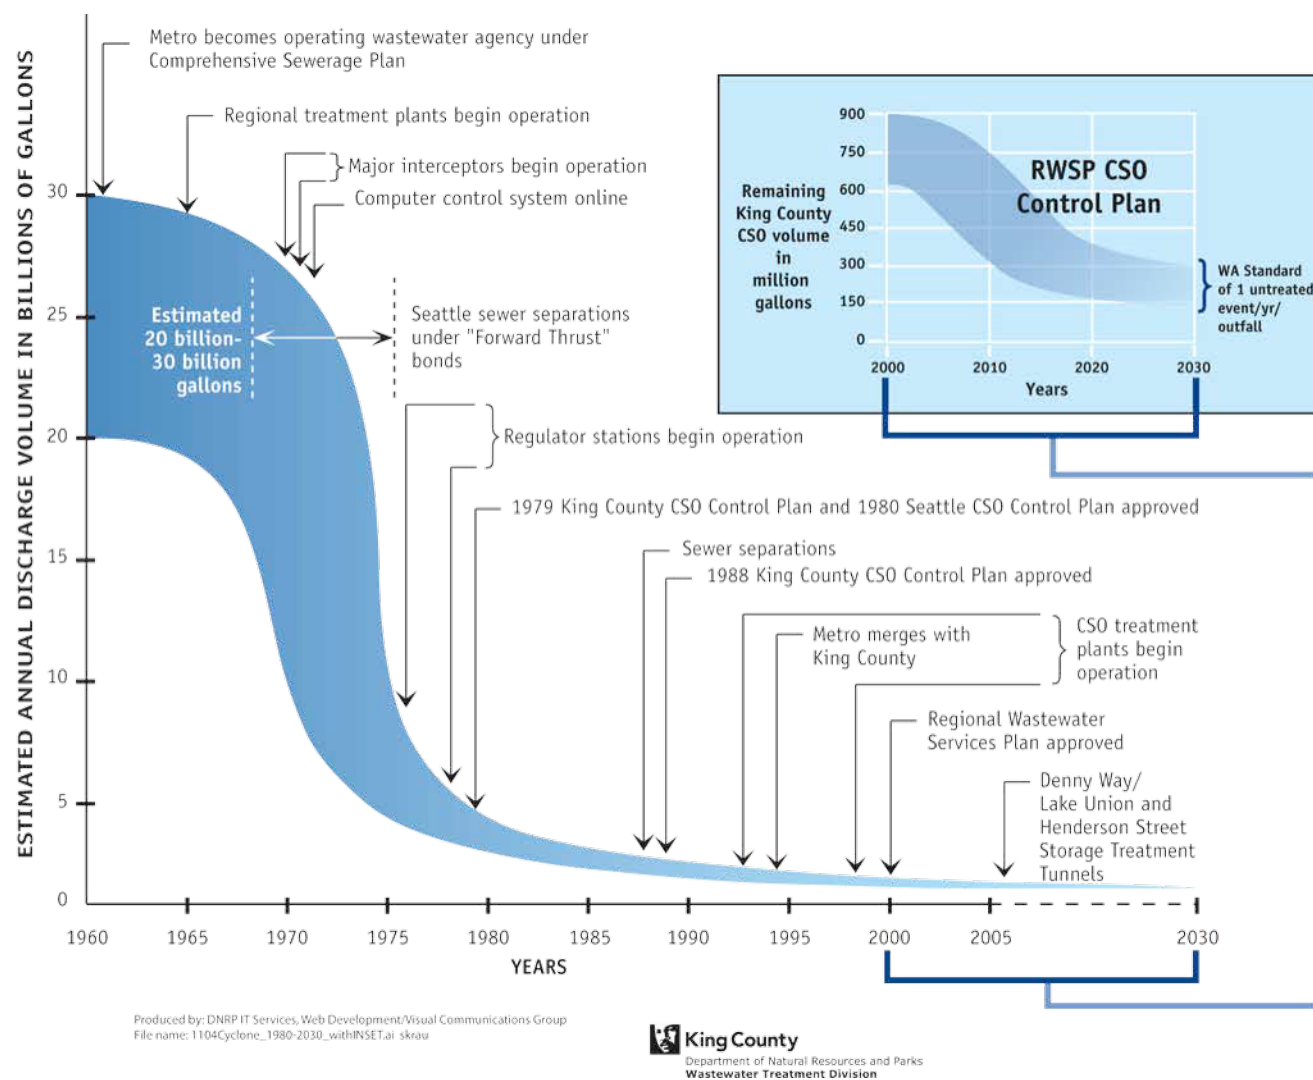 ESTIMATED ANNUAL DISCHARGE VOLUME IN BILLIONS OF GALLONS
30
25
20
15
10
5
0
Metro becomes operating wastewater agency under
Comprehensive Sewerage Plan
Regional treatment plants begin operation
Major interceptors begin operation
Computer control system online
Estimated
20 billion-
30 billion
gallons
Seattle sewer separations
under "Forward Thrust"
bonds
Regulator stations begin operation
1979 King County CSO Control Plan and 1980 Seattle CSO Control Plan approved
Sewer separations
1988 King County CSO Control Plan approved
Metro merges with
King County
CSO treatment
plants begin
operation
Regional Wastewater
Services Plan approved
Denny Way/
Lake Union and
Henderson Street
Storage Treatment
Tunnels
1960 1965 1970 1975 1980 1985 1990 1995 2000 2005 2030
YEARS
Remaining
King County
CSO volume
in
million
gallons
900
750
600
450
300
150
0
RWSP CSO
Control Plan
WA Standard
of 1 untreated
event/yr/
outfall
2000 2010 2020 2030
Years
Produced by: DNRP IT Services, Web Development/Visual Communications Group
File name: 1104Cyclone_1980-2030_withINSET.ai skrau
King County
Department of Natural Resources and Parks
Wastewater Treatment Division